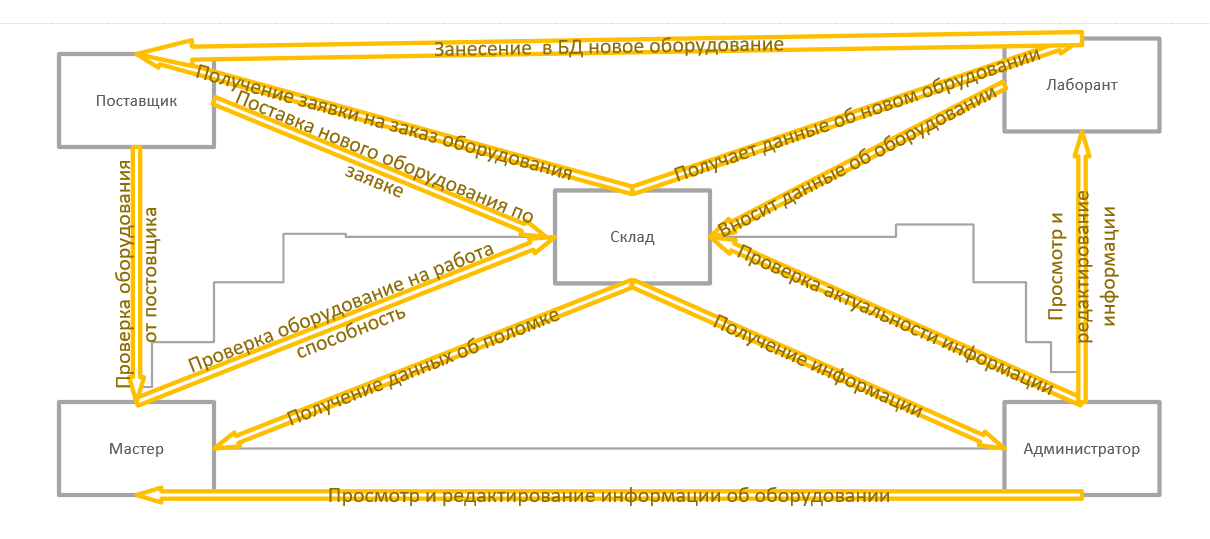 Занесение в БД новое оборудование
Поставщик
Лаборант
Получение заявки на заказ оборудования
Поставка нового оборудования по
заявке
Получает данные об новом обрудовании
Вносит данные об оборудовании
Склад
Проверка оборудования
от постовщика
Проверка оборудование на работа
способность
Получение данных об поломке
Проверка актуальности информации
Получение информации
Просмотр и
редактирование
информации
Мастер
Администратор
Просмотр и редактирование информации об оборудовании